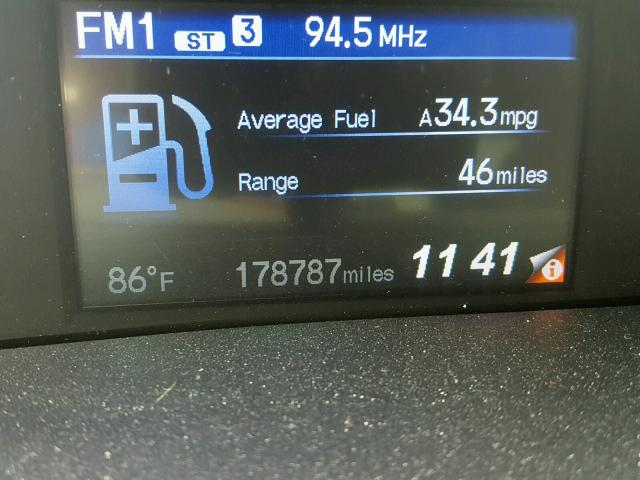 FM1 ST 3 94.5 MHz
Average Fuel A34.3mpg
Range 46miles
86°F 178787miles 11 41 i